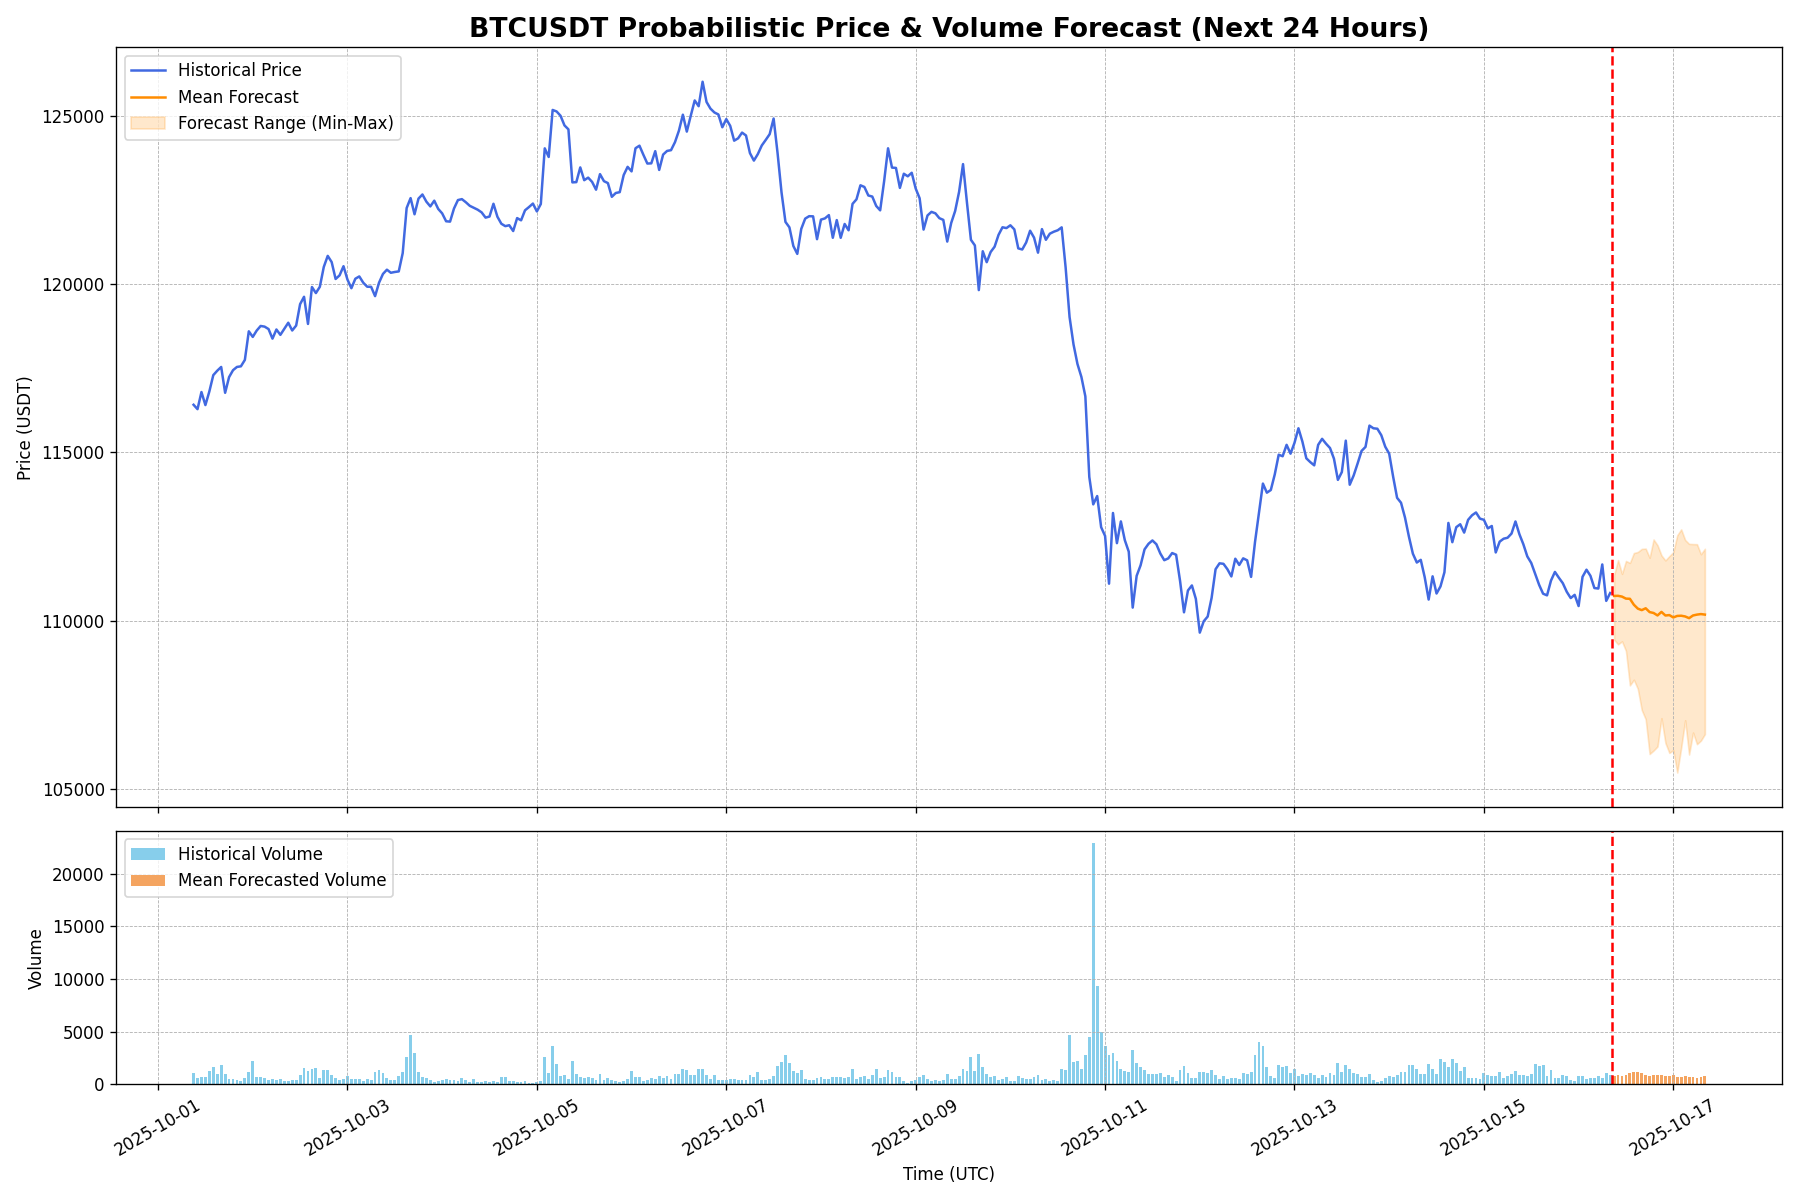 BTCUSDT Probabilistic Price & Volume Forecast (Next 24 Hours)
Historical Price
Mean Forecast
Forecast Range (Min-Max)
125000
120000
115000
110000
105000
Price (USDT)
Historical Volume
Mean Forecasted Volume
20000
15000
10000
5000
0
Volume
2025-10-01
2025-10-03
2025-10-05
2025-10-07
2025-10-09
2025-10-11
2025-10-13
2025-10-15
2025-10-17
Time (UTC)